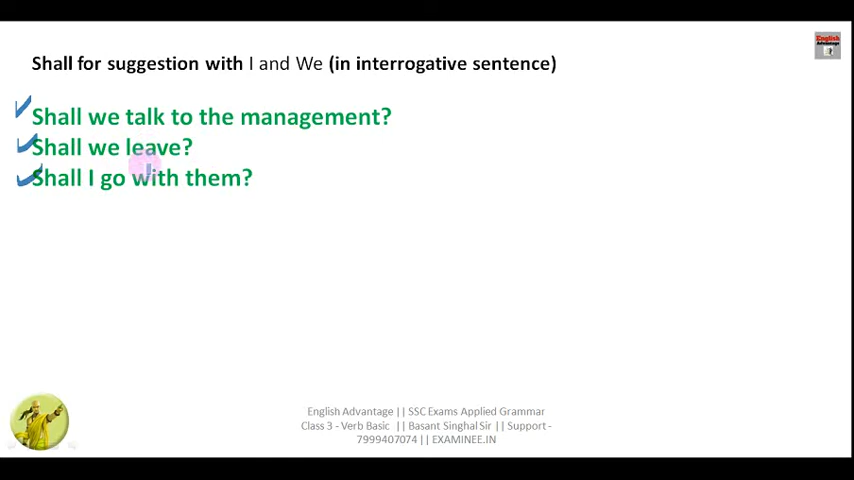 English
Advantage
Shall for suggestion with I and We (in interrogative sentence)
Shall we talk to the management?
Shall we leave?
Shall I go with them?
English Advantage || SSC Exams Applied Grammar
Class 3 - Verb Basic || Basant Singhal Sir || Support -
7999407074 || EXAMINEE.IN